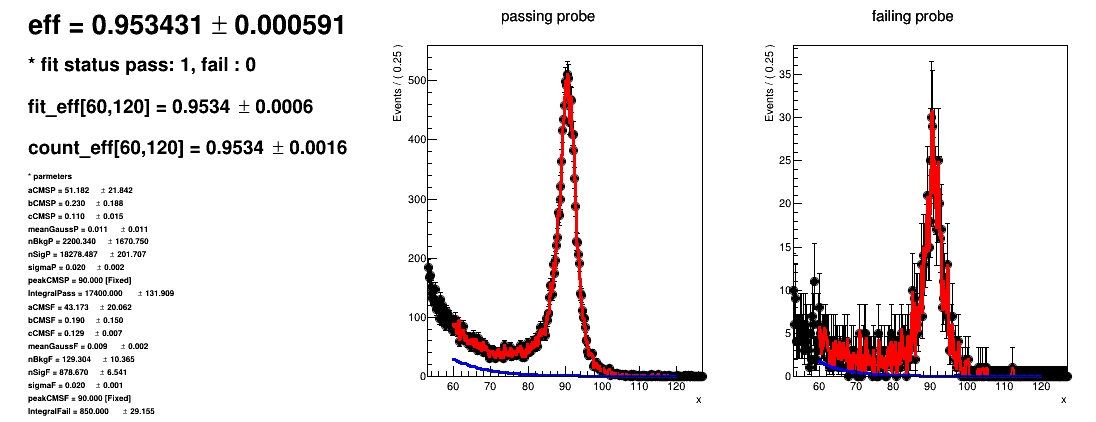 eff = 0.953431 ± 0.000591
* fit status pass: 1, fail : 0
fit_eff[60,120] = 0.9534 ± 0.0006
count_eff[60,120] = 0.9534 ± 0.0016
* parmeters
aCMSP = 51.182 ± 21.842
bCMSP = 0.230 ± 0.188
cCMSP = 0.110 ± 0.015
meanGaussP = 0.011 ± 0.011
nBkgP = 2200.340 ± 1670.750
nSigP = 18278.487 ± 201.707
sigmaP = 0.020 ± 0.002
peakCMSP = 90.000 [Fixed]
IntegralPass = 17400.000 ± 131.909
aCMSF = 43.173 ± 20.062
bCMSF = 0.190 ± 0.150
cCMSF = 0.129 ± 0.007
meanGaussF = 0.009 ± 0.002
nBkgF = 129.304 ± 10.365
nSigF = 878.670 ± 6.541
sigmaF = 0.020 ± 0.001
peakCMSF = 90.000 [Fixed]
IntegralFail = 850.000 ± 29.155
passing probe
Events / ( 0.25 )
500
400
300
200
100
0
60 70 80 90 100 110 120
x
failing probe
Events / ( 0.25 )
35
30
25
20
15
10
5
0
60 70 80 90 100 110 120
x